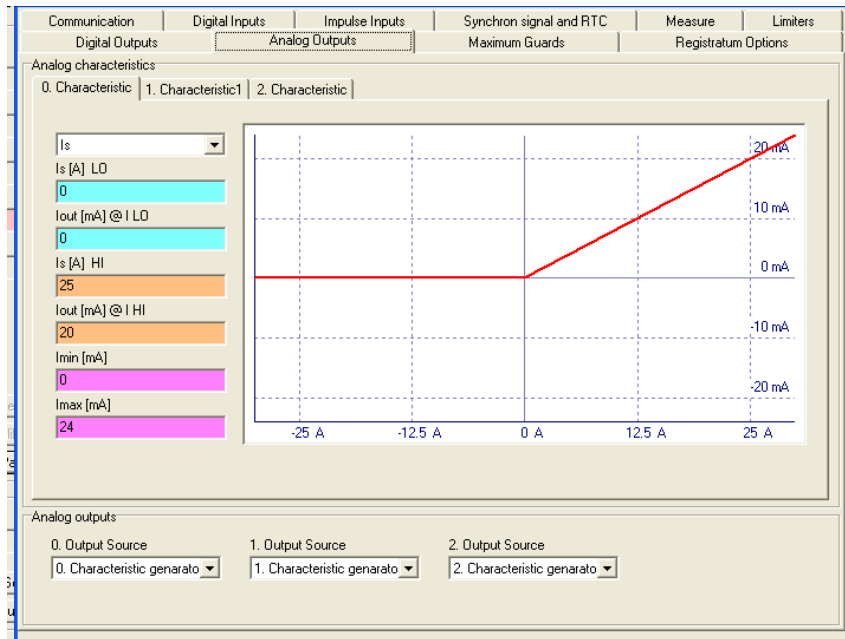 Communication Digital Inputs Impulse Inputs Synchron signal and RTC Measure Limiters
Digital Outputs Analog Outputs Maximum Guards Registratum Options
Analog characteristics
0. Characteristic 1. Characteristic1 2. Characteristic
Is
Is [A] LO
0
Iout [mA] @ I LO
0
Is [A] HI
25
Iout [mA] @ I HI
20
Imin [mA]
0
Imax [mA]
24
20 mA
10 mA
0 mA
-10 mA
-20 mA
-25 A -12.5 A 0 A 12.5 A 25 A
Analog outputs
0. Output Source 1. Output Source 2. Output Source
0. Characteristic genarato 1. Characteristic genarato 2. Characteristic genarato